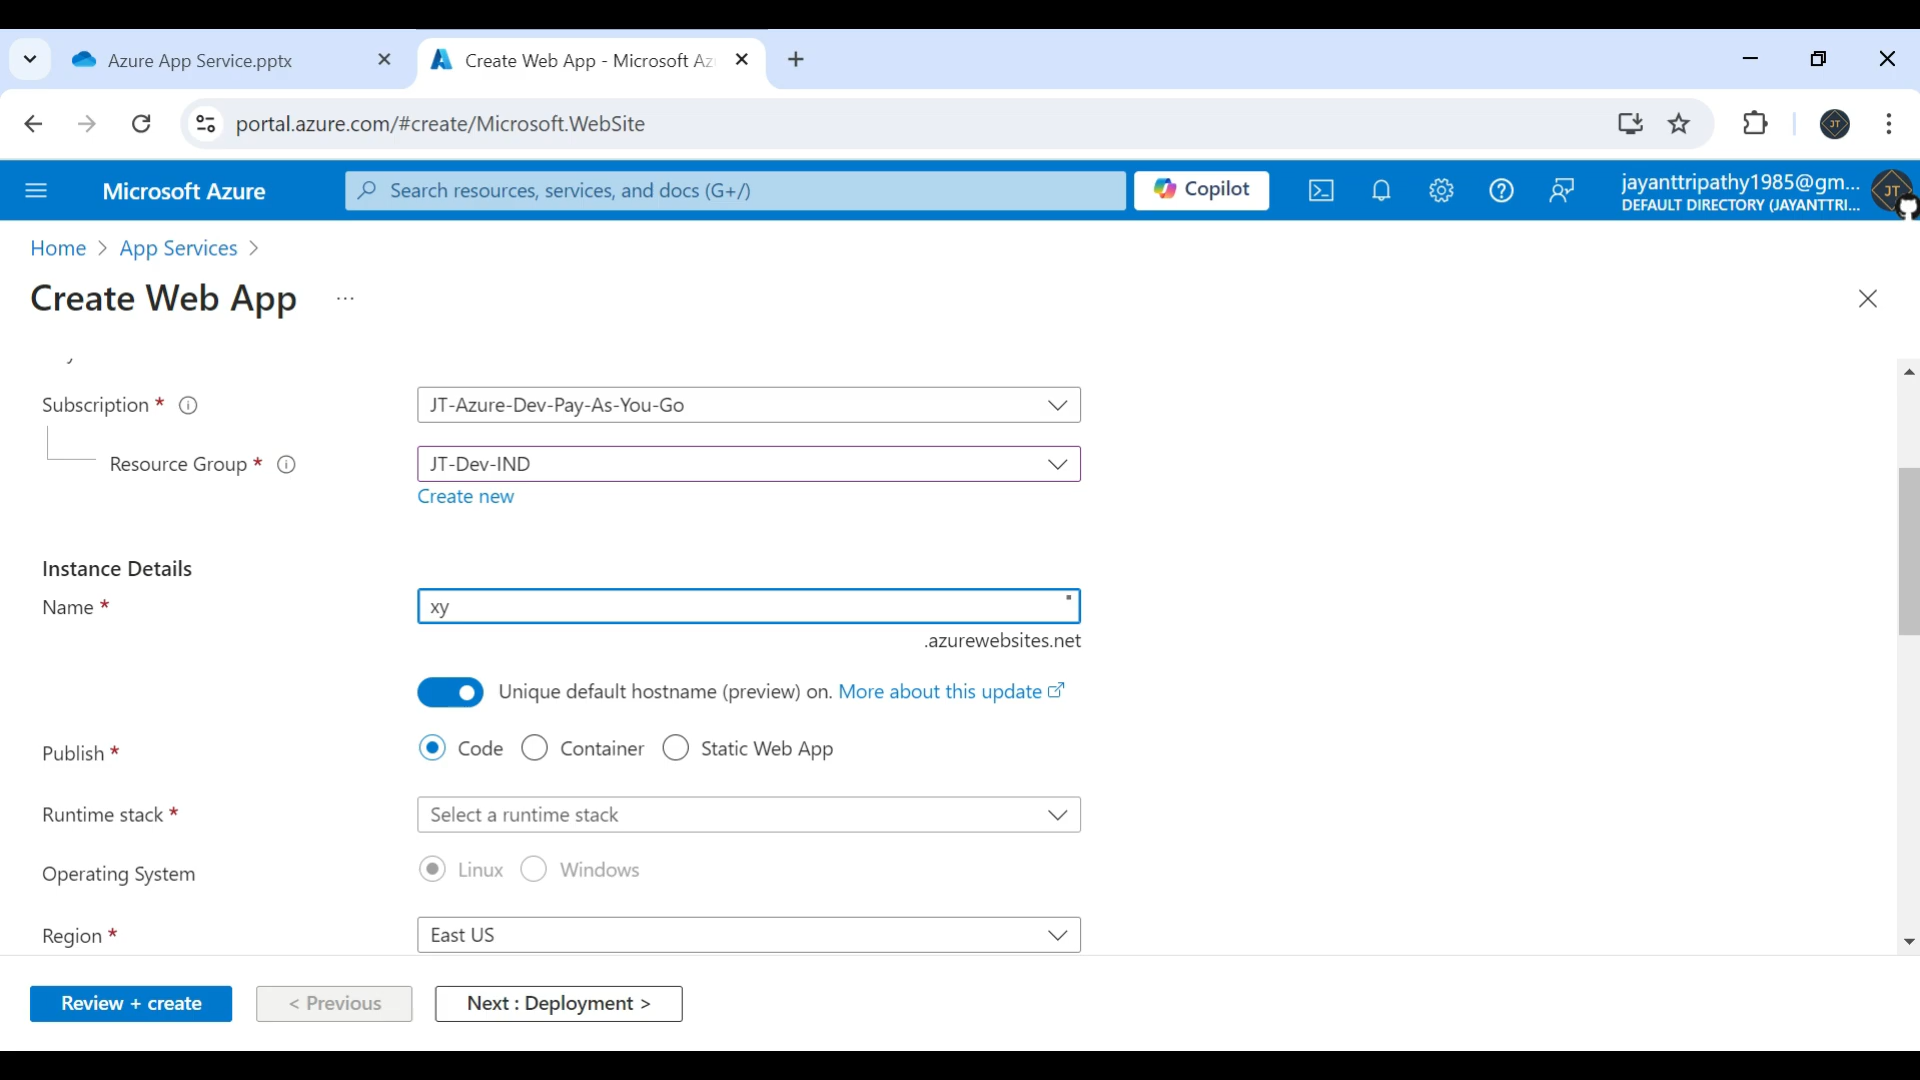 Azure App Service.pptx
Create Web App - Microsoft Az
portal.azure.com/#create/Microsoft.WebSite
JT
Microsoft Azure
Search resources, services, and docs (G+/)
Copilot
jayanttripathy1985@gm...
DEFAULT DIRECTORY (JAYANTTRI...
JT
Home > App Services >
Create Web App ...
Subscription *
JT-Azure-Dev-Pay-As-You-Go
Resource Group *
JT-Dev-IND
Create new
Instance Details
Name *
xy
.azurewebsites.net
Unique default hostname (preview) on. More about this update
Publish *
Code Container Static Web App
Runtime stack *
Select a runtime stack
Operating System
Linux Windows
Region *
East US
Review + create
< Previous
Next : Deployment >